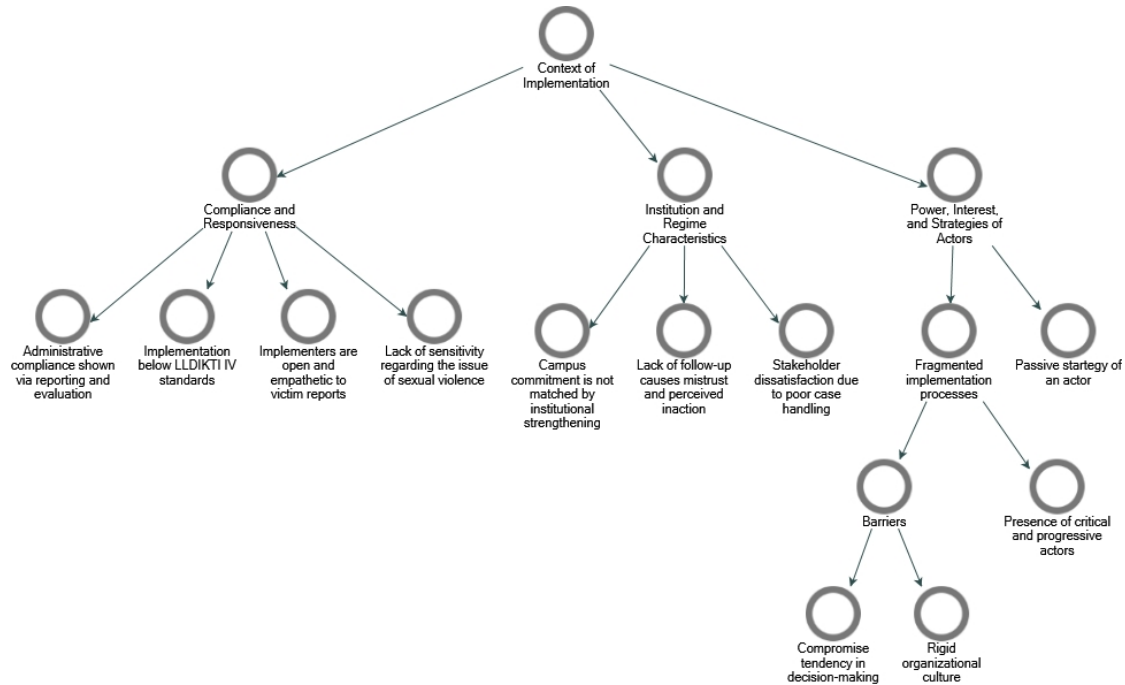 Context of
Implementation
Compliance and
Responsiveness
Institution and
Regime
Characteristics
Power, Interest,
and Strategies of
Actors
Administrative
compliance shown
via reporting and
evaluation
Implementation
below LLDIKTI IV
standards
Implementers are
open and
empathetic to
victim reports
Lack of sensitivity
regarding the issue
of sexual violence
Campus
commitment is not
matched by
institutional
strengthening
Lack of follow-up
causes mistrust
and perceived
inaction
Stakeholder
dissatisfaction due
to poor case
handling
Fragmented
implementation
processes
Passive startegy of
an actor
Barriers
Presence of critical
and progressive
actors
Compromise
tendency in
decision-making
Rigid
organizational
culture